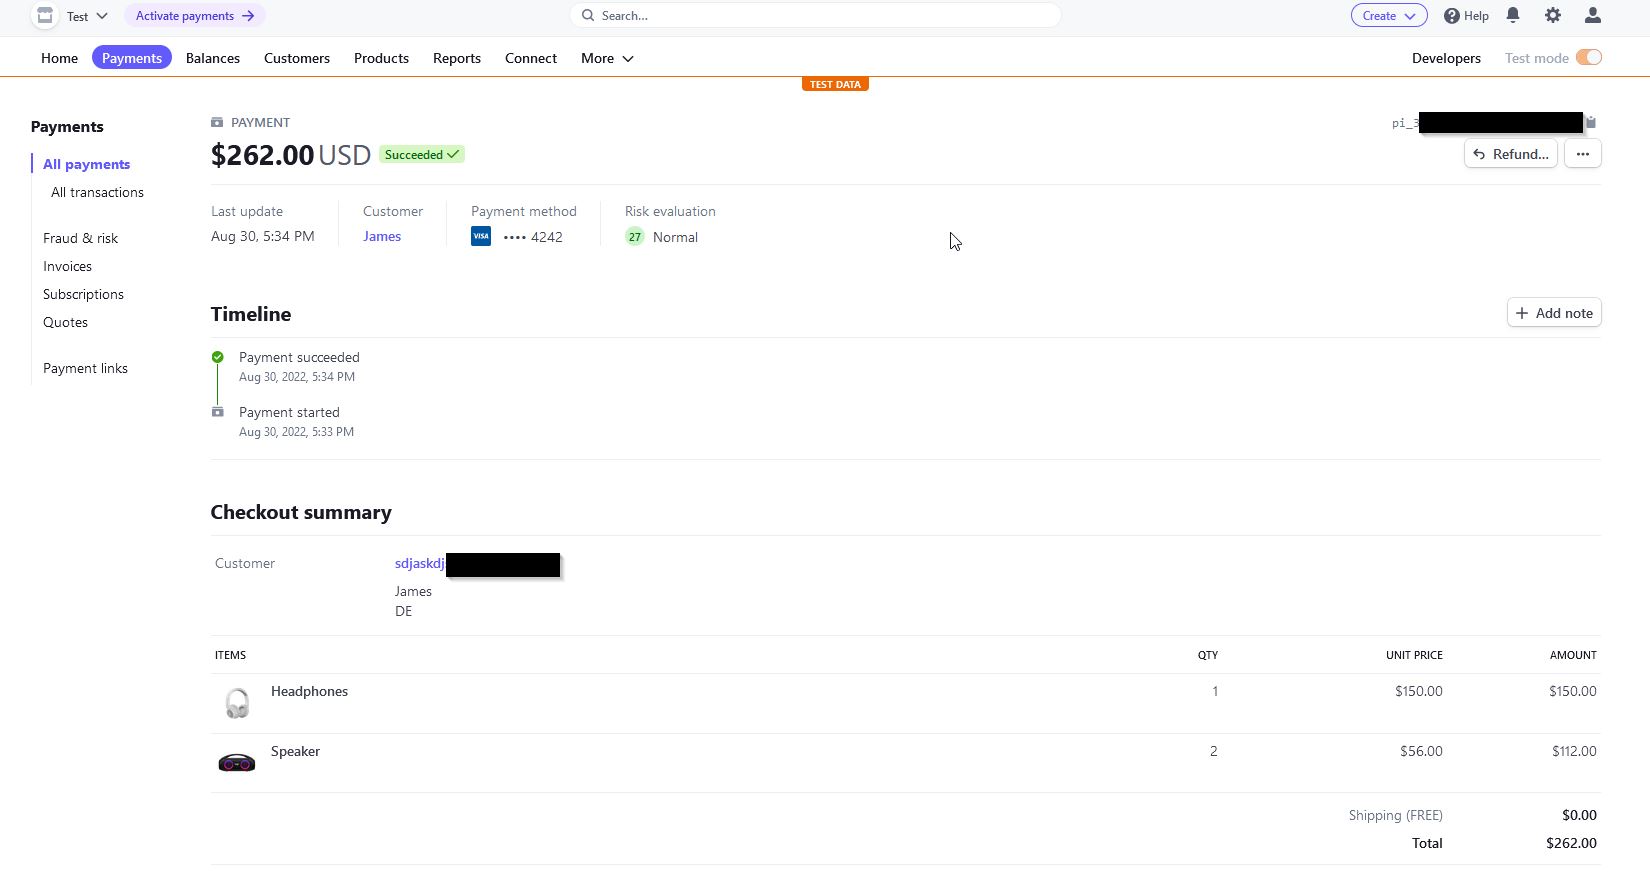 Test
Activate payments
Search...
Create
Help
Home
Payments
Balances
Customers
Products
Reports
Connect
More
Developers
Test mode
TEST DATA
Payments
All payments
All transactions
Fraud & risk
Invoices
Subscriptions
Quotes
Payment links
PAYMENT
pi_3
$262.00 USD Succeeded
Refund...
Last update
Aug 30, 5:34 PM
Customer
James
Payment method
VISA •••• 4242
Risk evaluation
27 Normal
Timeline
+ Add note
Payment succeeded
Aug 30, 2022, 5:34 PM
Payment started
Aug 30, 2022, 5:33 PM
Checkout summary
Customer
sdjaskdj
James
DE
ITEMS QTY UNIT PRICE AMOUNT
Headphones 1 $150.00 $150.00
Speaker 2 $56.00 $112.00
Shipping (FREE) $0.00
Total $262.00